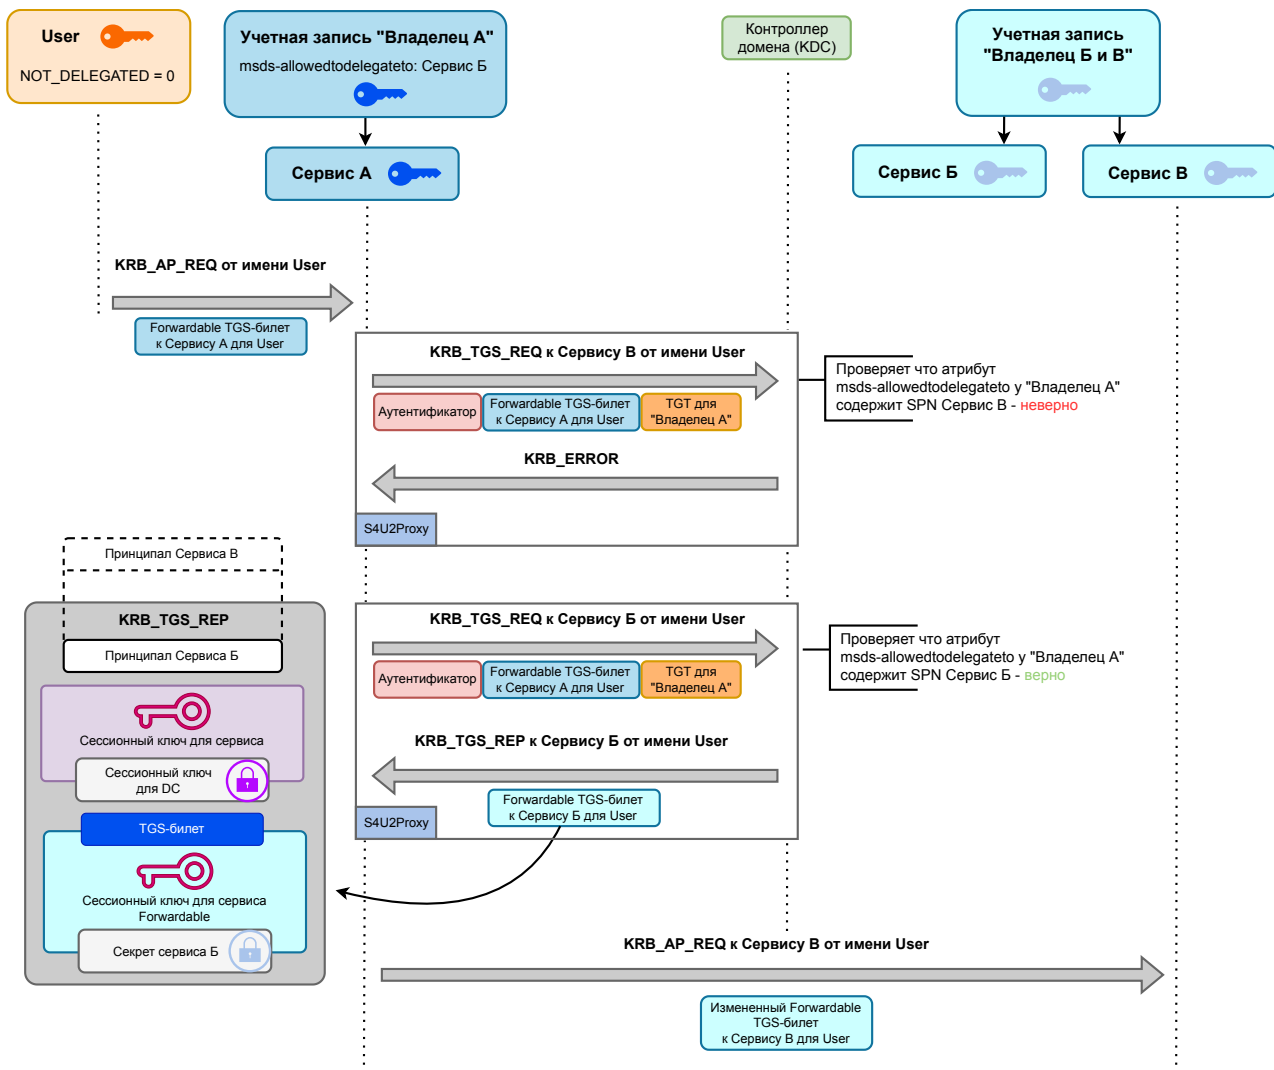 User
NOT_DELEGATED = 0
Учетная запись "Владелец А"
msds-allowedtodelegateto: Сервис Б
Контроллер
домена (KDC)
Учетная запись
"Владелец Б и В"
Сервис А
Сервис Б
Сервис В
KRB_AP_REQ от имени User
Forwardable TGS-билет
к Сервису А для User
KRB_TGS_REQ к Сервису В от имени User
Аутентификатор
Forwardable TGS-билет
к Сервису А для User
TGT для
"Владелец А"
Проверяет что атрибут
msds-allowedtodelegateto у "Владелец А"
содержит SPN Сервис В - неверно
KRB_ERROR
S4U2Proxy
Принципал Сервиса В
KRB_TGS_REP
Принципал Сервиса Б
Сессионный ключ для сервиса
Сессионный ключ
для DC
TGS-билет
Сессионный ключ для сервиса
Forwardable
Секрет сервиса Б
KRB_TGS_REQ к Сервису Б от имени User
Аутентификатор
Forwardable TGS-билет
к Сервису А для User
TGT для
"Владелец А"
Проверяет что атрибут
msds-allowedtodelegateto у "Владелец А"
содержит SPN Сервис Б - верно
KRB_TGS_REP к Сервису Б от имени User
Forwardable TGS-билет
к Сервису Б для User
S4U2Proxy
KRB_AP_REQ к Сервису В от имени User
Измененный Forwardable
TGS-билет
к Сервису В для User